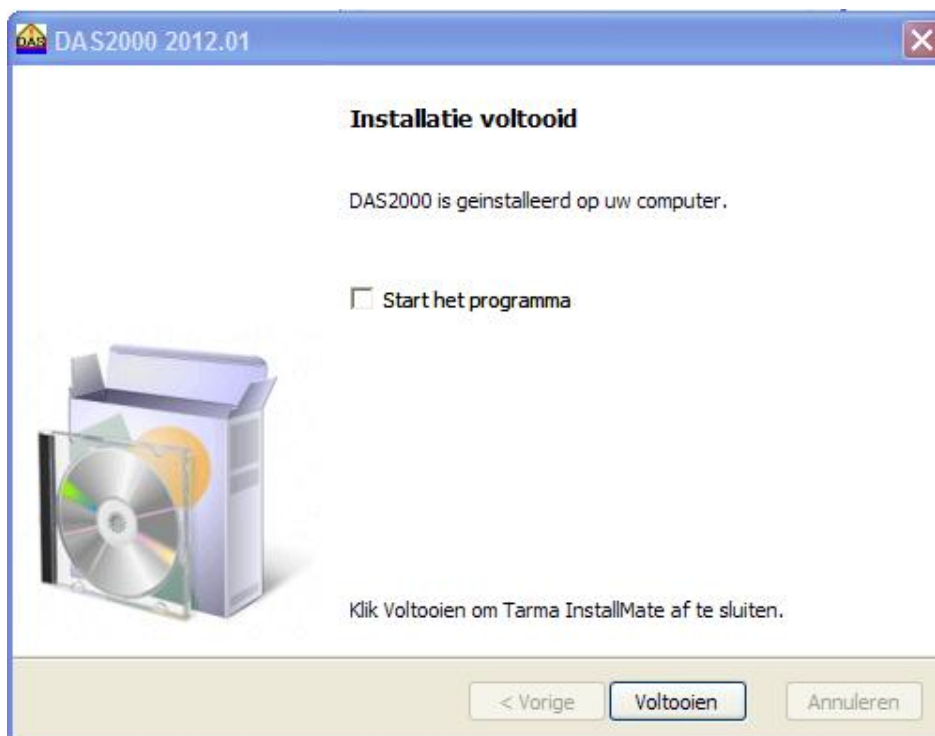 DAS DAS2000 2012.01
Installatie voltooid
DAS2000 is geinstalleerd op uw computer.
Start het programma
Klik Voltooien om Tarma InstallMate af te sluiten.
< Vorige Voltooien Annuleren